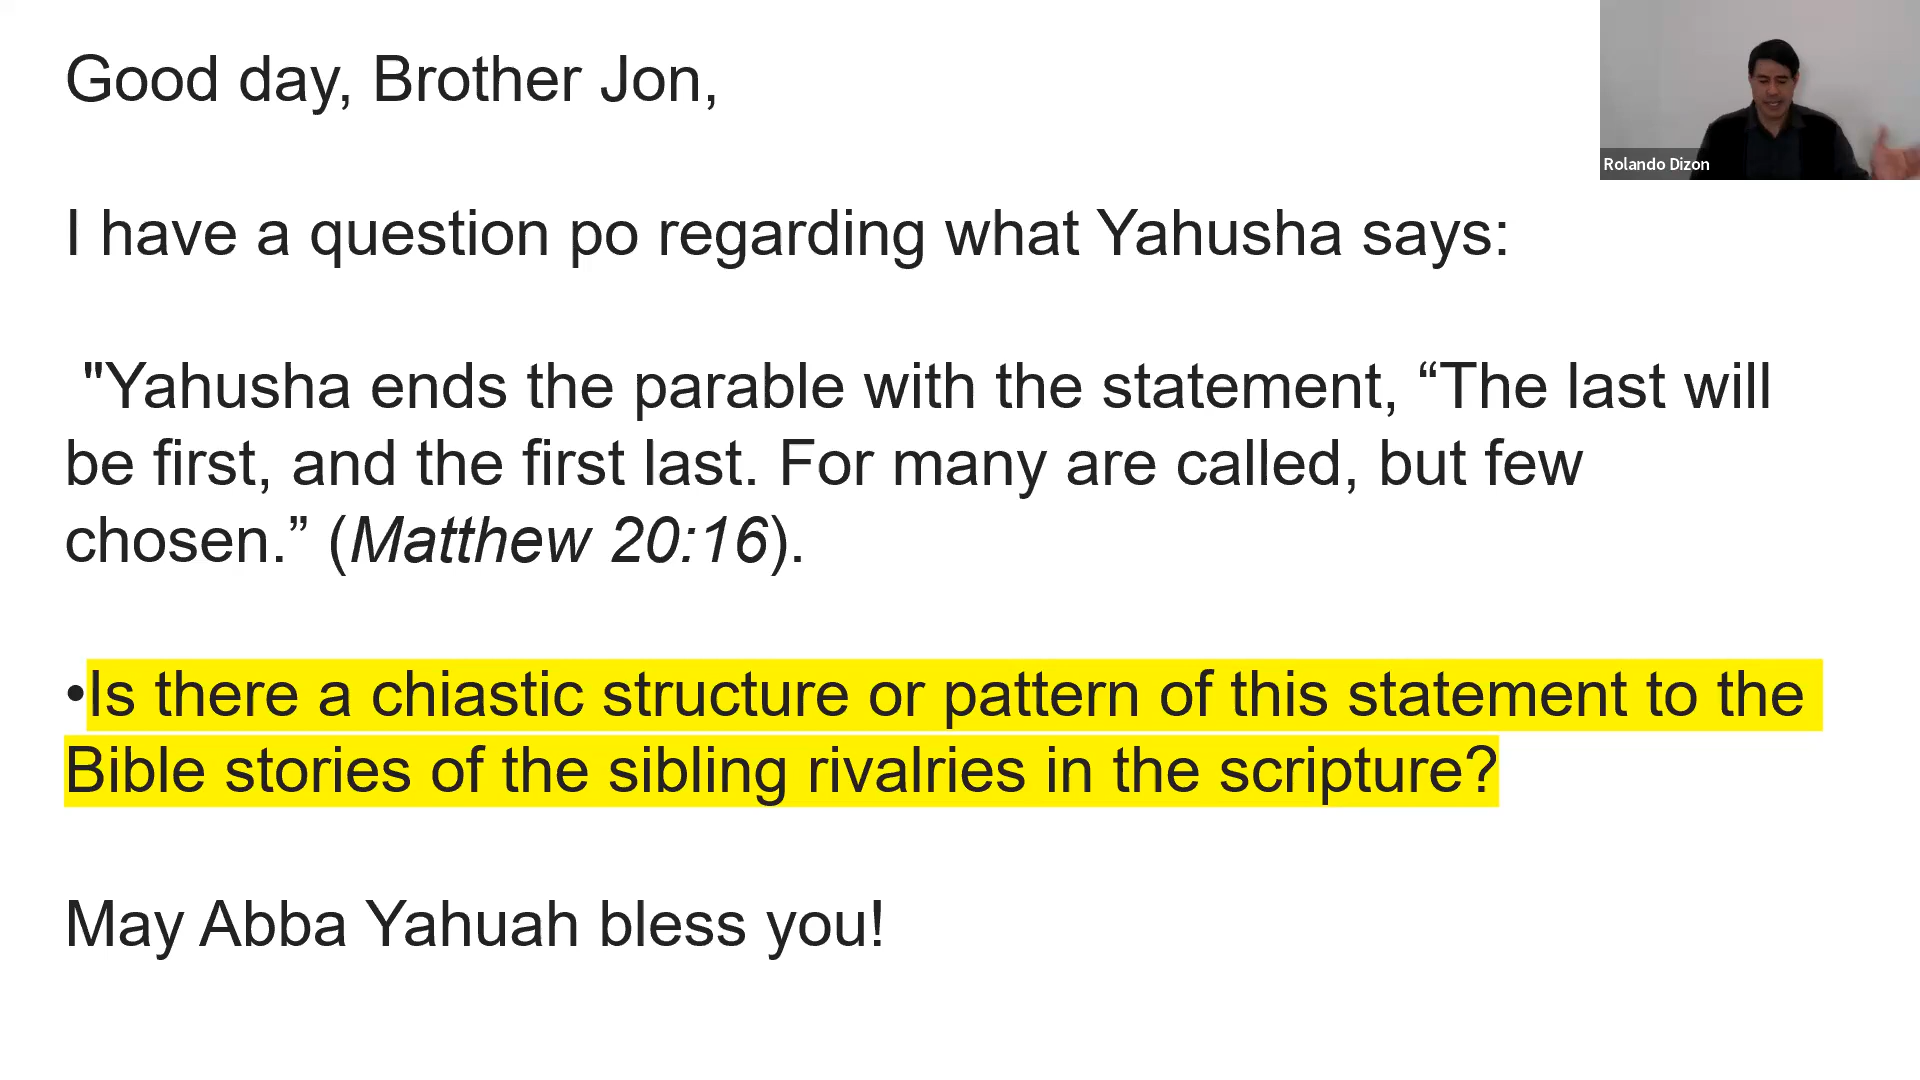 Good day, Brother Jon,
Rolando Dizon
I have a question po regarding what Yahusha says:
"Yahusha ends the parable with the statement, “The last will
be first, and the first last. For many are called, but few
chosen.” (Matthew 20:16).
•Is there a chiastic structure or pattern of this statement to the
Bible stories of the sibling rivalries in the scripture?
May Abba Yahuah bless you!